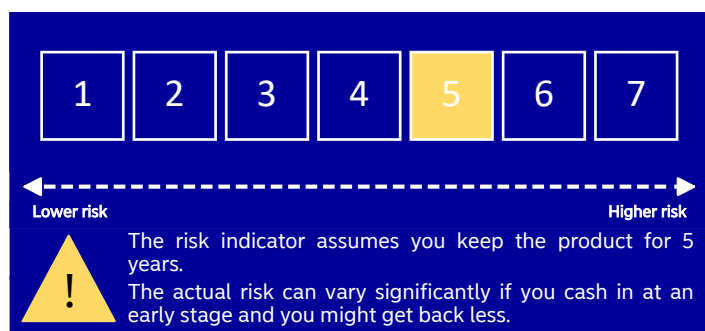 1 2 3 4 5 6 7
Lower risk Higher risk
The risk indicator assumes you keep the product for 5
years.
The actual risk can vary significantly if you cash in at an
early stage and you might get back less.
!